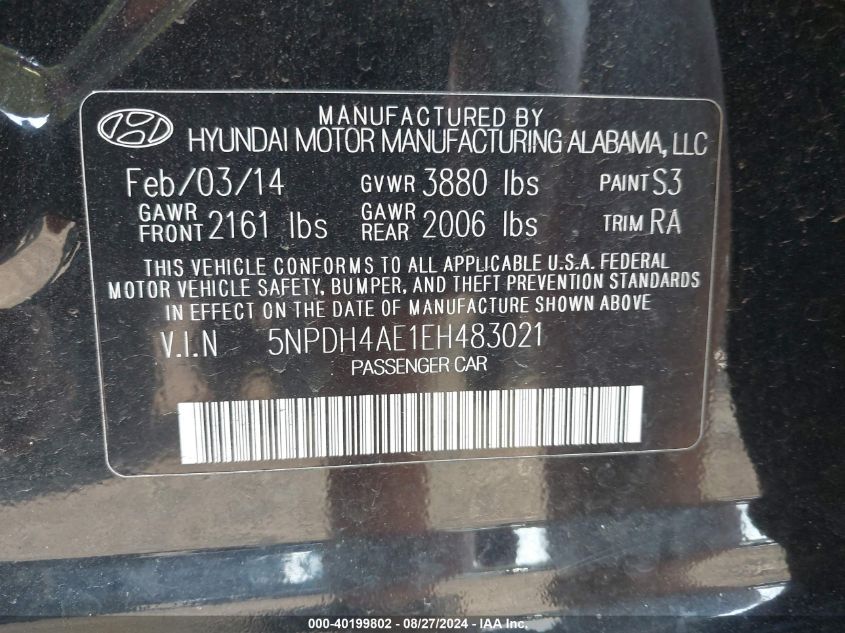 MANUFACTURED BY
HYUNDAI MOTOR MANUFACTURING ALABAMA, LLC
Feb/03/14 GVWR 3880 lbs PAINT S3
GAWR FRONT 2161 lbs GAWR REAR 2006 lbs TRIM RA
THIS VEHICLE CONFORMS TO ALL APPLICABLE U.S.A. FEDERAL
MOTOR VEHICLE SAFETY, BUMPER, AND THEFT PREVENTION STANDARDS
IN EFFECT ON THE DATE OF MANUFACTURE SHOWN ABOVE
V.I.N 5NPDH4AE1EH483021
PASSENGER CAR
000-40199802 - 08/27/2024 - IAA Inc.